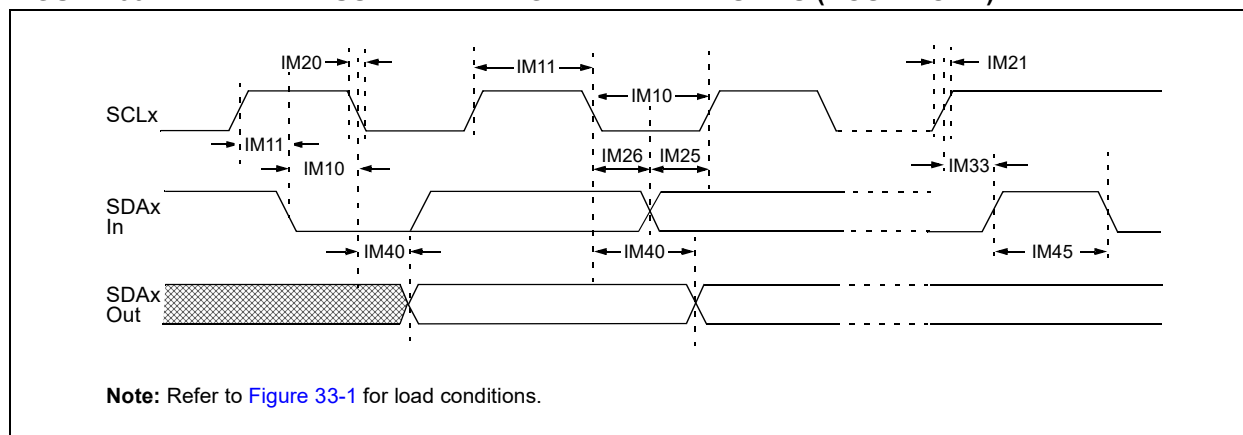 IM20
IM11
IM21
SCLx
IM10
IM11
IM10
IM26
IM25
IM33
SDAx
In
IM40
IM40
IM45
SDAx
Out
Note: Refer to Figure 33-1 for load conditions.